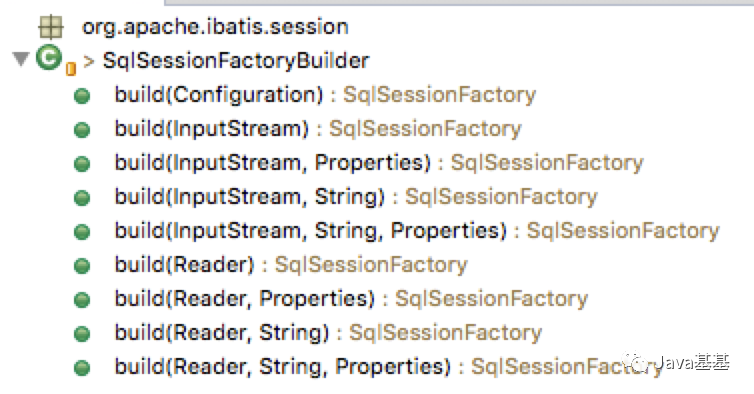 org.apache.ibatis.session
> SqlSessionFactoryBuilder
build(Configuration) : SqlSessionFactory
build(InputStream) : SqlSessionFactory
build(InputStream, Properties) : SqlSessionFactory
build(InputStream, String) : SqlSessionFactory
build(InputStream, String, Properties) : SqlSessionFactory
build(Reader) : SqlSessionFactory
build(Reader, Properties) : SqlSessionFactory
build(Reader, String) : SqlSessionFactory
build(Reader, String, Properties) : SqlSessionFactory
Java基基